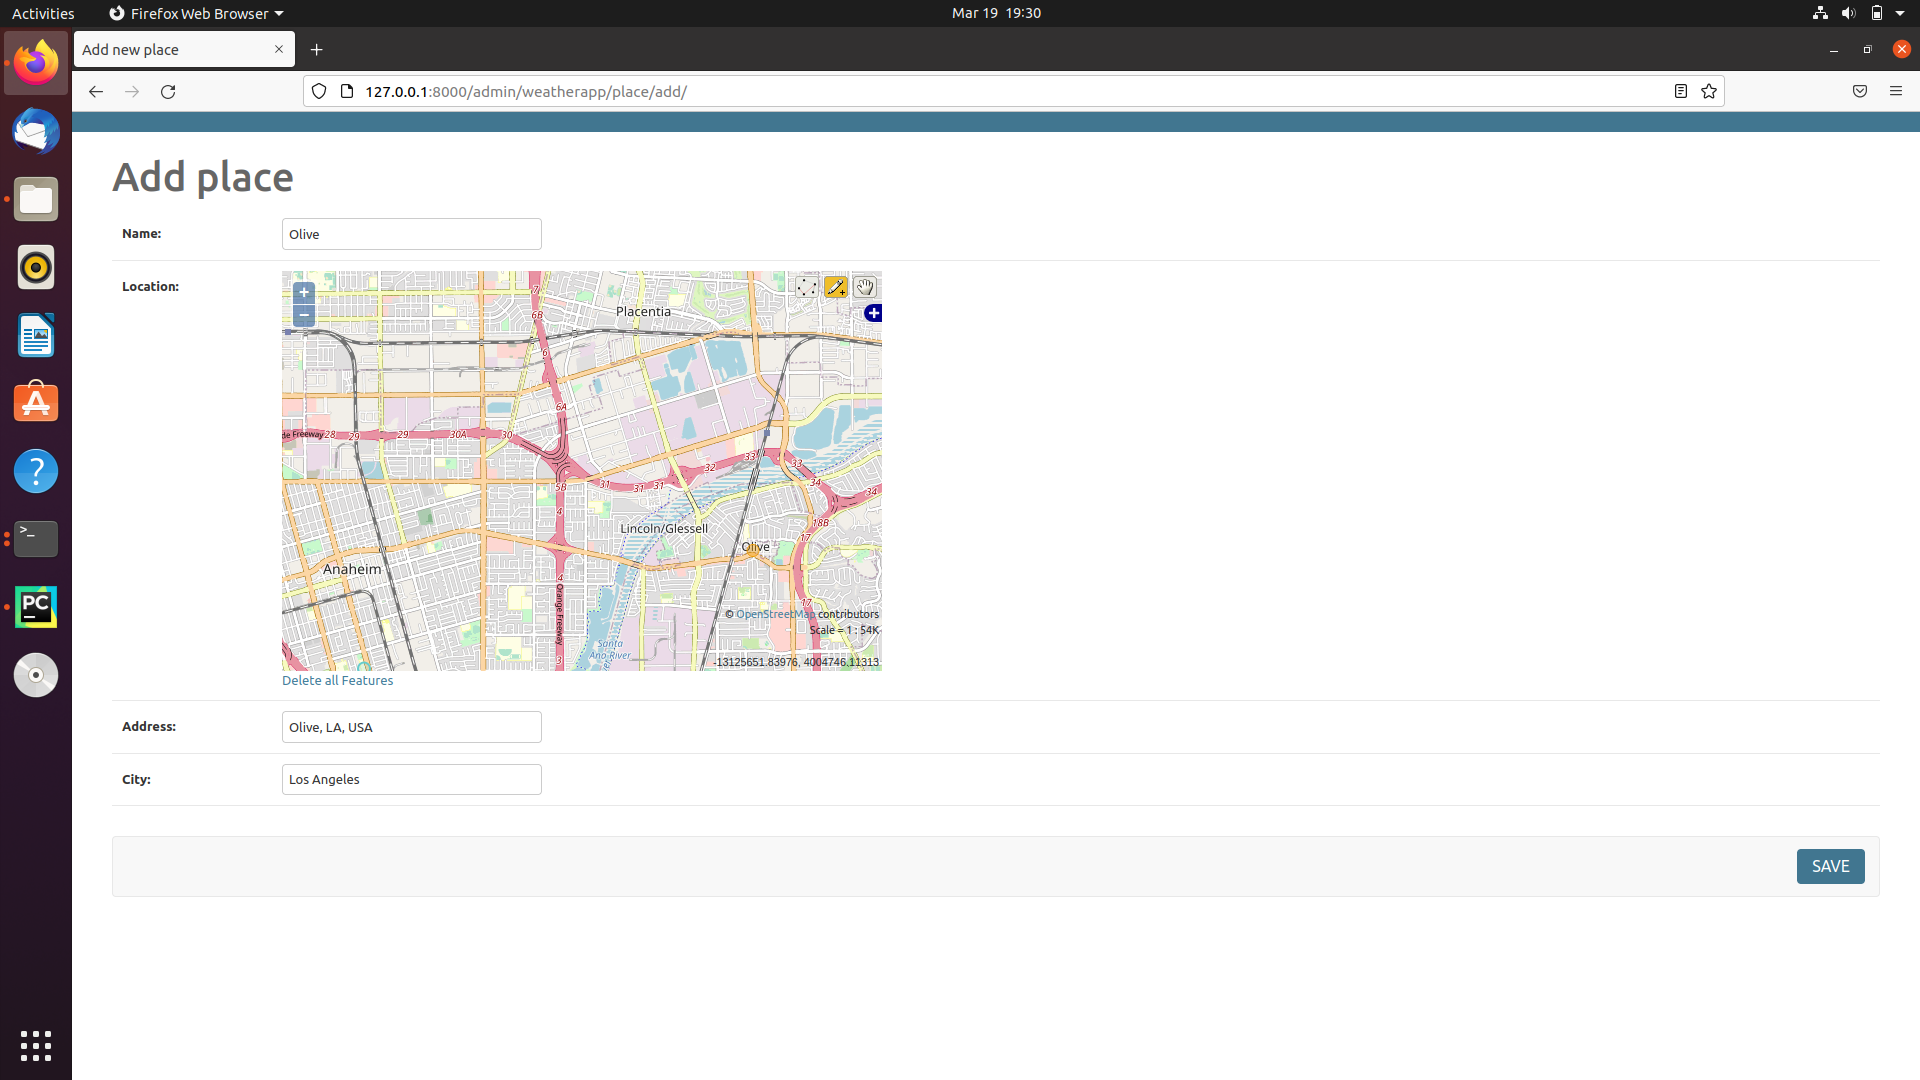 Activities
Firefox Web Browser
Mar 19 19:30
Add new place
127.0.0.1:8000/admin/weatherapp/place/add/
Add place
Name:
Olive
Location:
+
−
7
6B
Placentia
6
6A
de Freeway 28
29
29
30A
30
33
33
32
34
34
5B
31
31
31
4
18B
17
Lincoln/Glessell
Olive
Anaheim
4
Orange Freeway
17
© OpenStreetMap contributors
Scale = 1 : 54K
Santa
Ana River
3
-13125651.83976, 4004746.11313
Delete all Features
Address:
Olive, LA, USA
City:
Los Angeles
SAVE